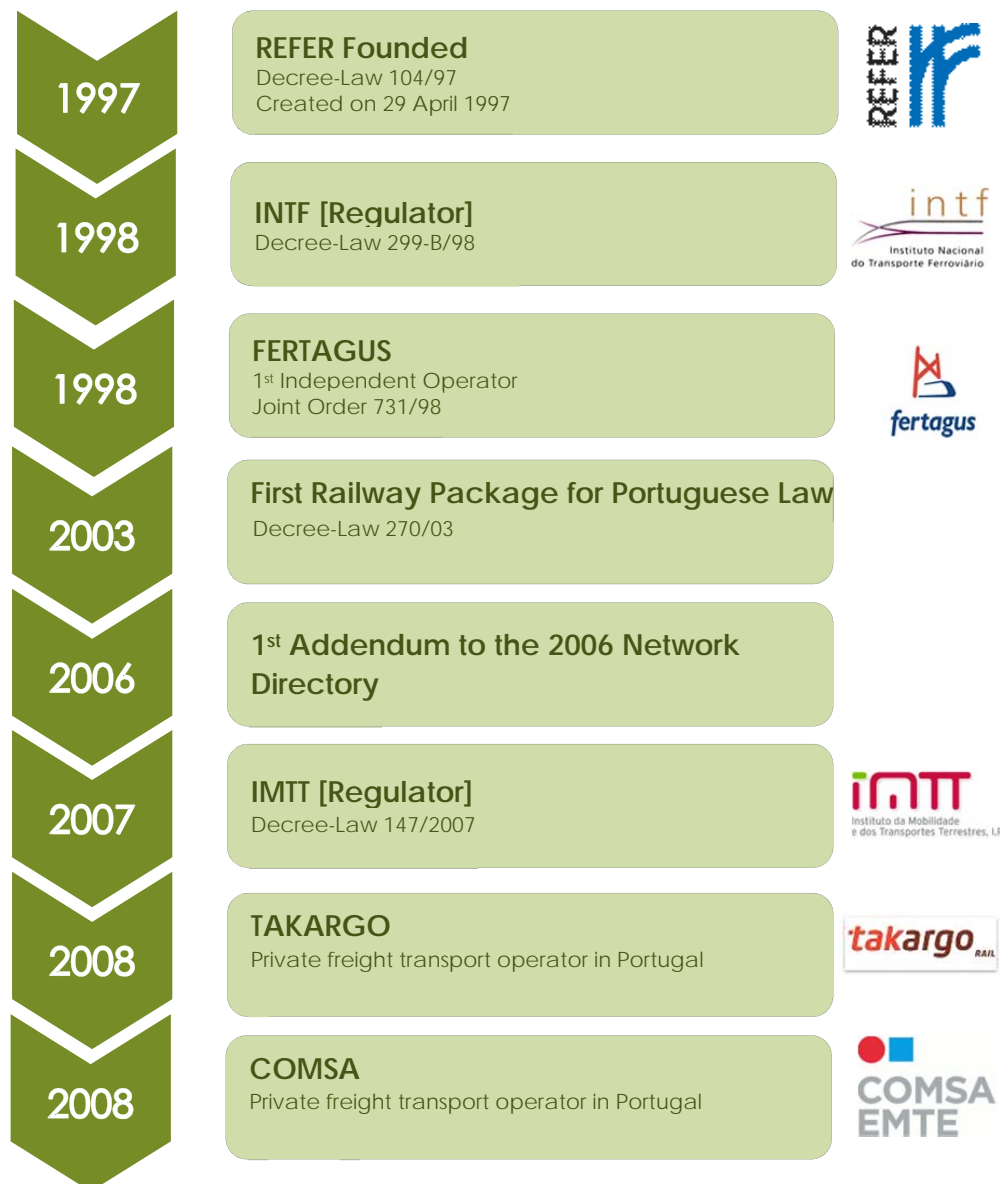 1997
REFER Founded
Decree-Law 104/97
Created on 29 April 1997
REFER
1998
INTF [Regulator]
Decree-Law 299-B/98
intf
Instituto Nacional
do Transporte Ferroviário
1998
FERTAGUS
1st Independent Operator
Joint Order 731/98
fertagus
2003
First Railway Package for Portuguese Law
Decree-Law 270/03
2006
1st Addendum to the 2006 Network
Directory
2007
IMTT [Regulator]
Decree-Law 147/2007
imTT
Instituto da Mobilidade
e dos Transportes Terrestres, I.P
2008
TAKARGO
Private freight transport operator in Portugal
takargo
RAIL
2008
COMSA
Private freight transport operator in Portugal
COMSA
EMTE